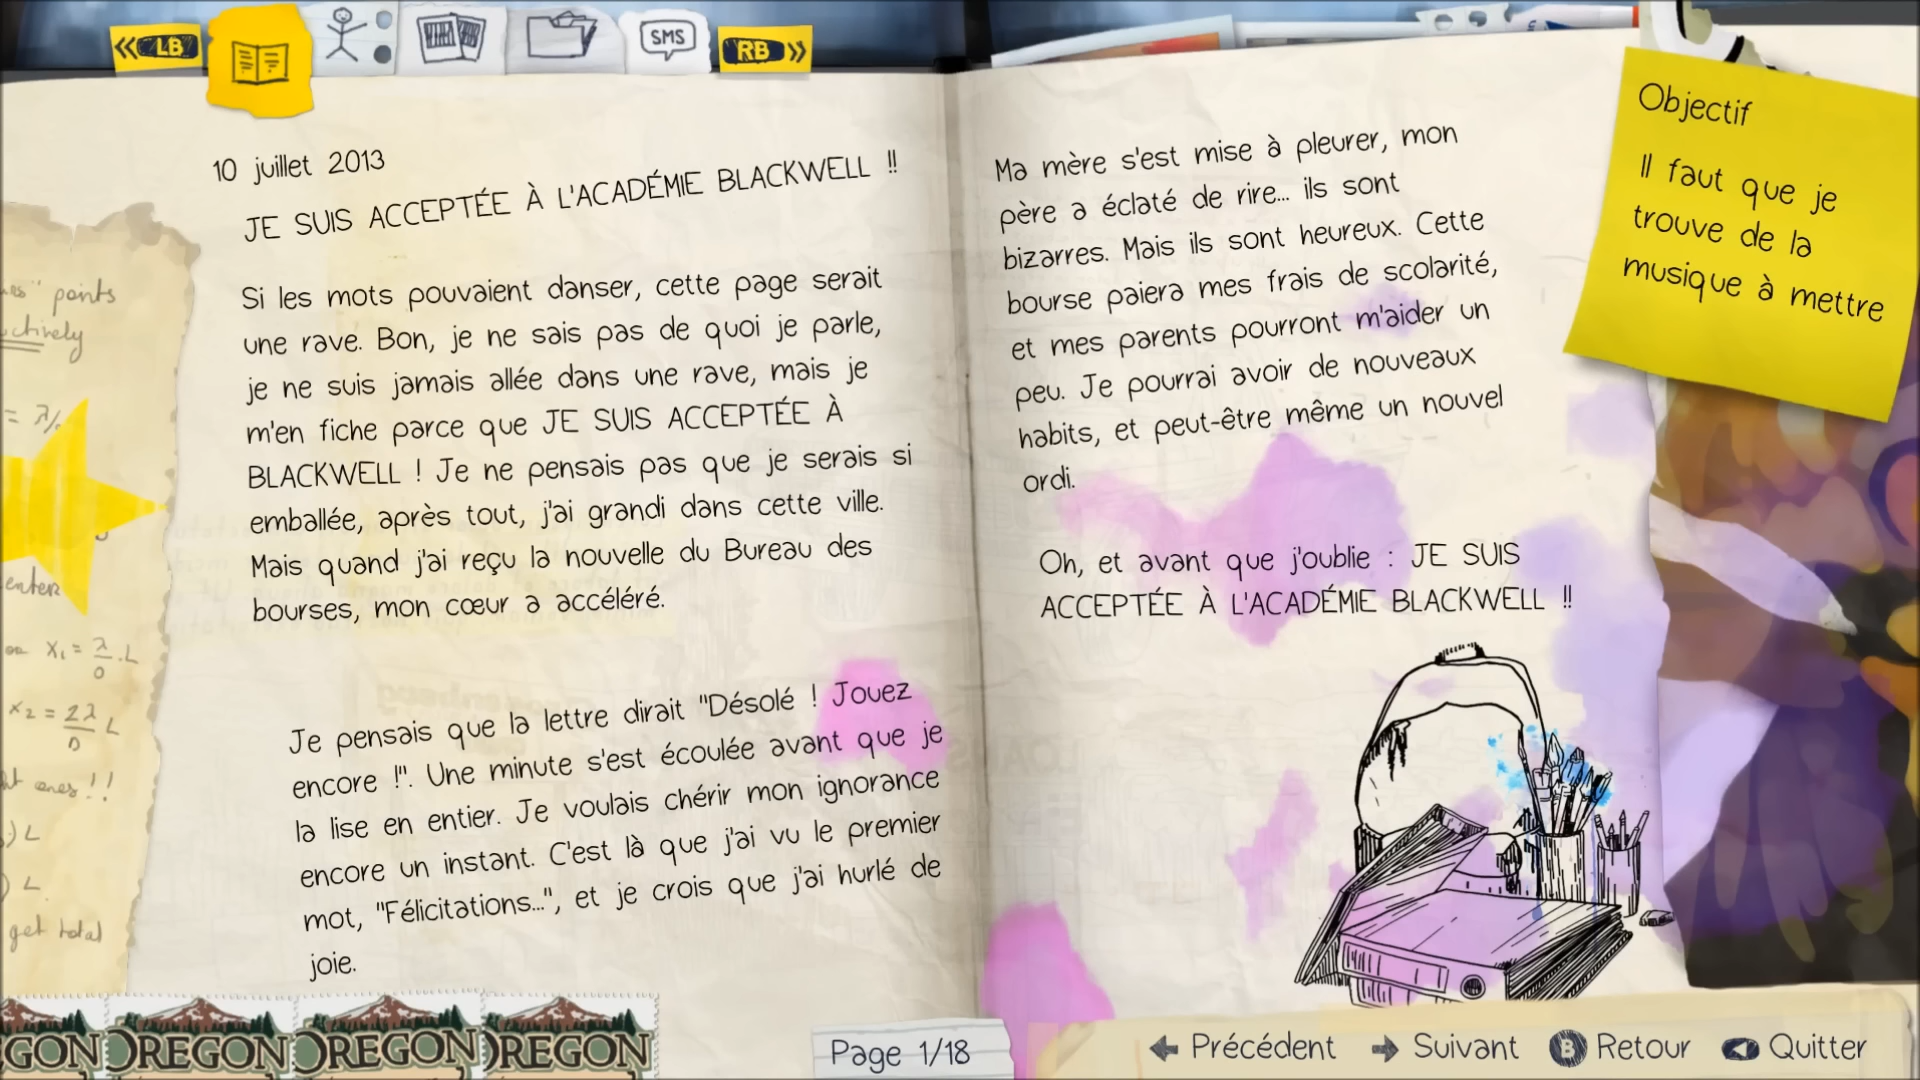 LB
SMS
RB
10 juillet 2013
JE SUIS ACCEPTÉE À L'ACADÉMIE BLACKWELL !!
Si les mots pouvaient danser, cette page serait
une rave. Bon, je ne sais pas de quoi je parle,
je ne suis jamais allée dans une rave, mais je
m'en fiche parce que JE SUIS ACCEPTÉE À
BLACKWELL ! Je ne pensais pas que je serais si
emballée, après tout, j'ai grandi dans cette ville.
Mais quand j'ai reçu la nouvelle du Bureau des
bourses, mon cœur a accéléré.
Je pensais que la lettre dirait "Désolé ! Jouez
encore !". Une minute s'est écoulée avant que je
la lise en entier. Je voulais chérir mon ignorance
encore un instant. C'est là que j'ai vu le premier
mot, "Félicitations...", et je crois que j'ai hurlé de
joie.
Ma mère s'est mise à pleurer, mon
père a éclaté de rire... ils sont
bizarres. Mais ils sont heureux. Cette
bourse paiera mes frais de scolarité,
et mes parents pourront m'aider un
peu. Je pourrai avoir de nouveaux
habits, et peut-être même un nouvel
ordi.
Oh, et avant que j'oublie : JE SUIS
ACCEPTÉE À L'ACADÉMIE BLACKWELL !!
Objectif
Il faut que je
trouve de la
musique à mettre
points
X₁ = λ/D . L
X₂ = 2λ/D L
ones!!
) L
) L
get total
GON OREGON OREGON OREGON
Page 1/18
Précédent
Suivant
B Retour
Quitter